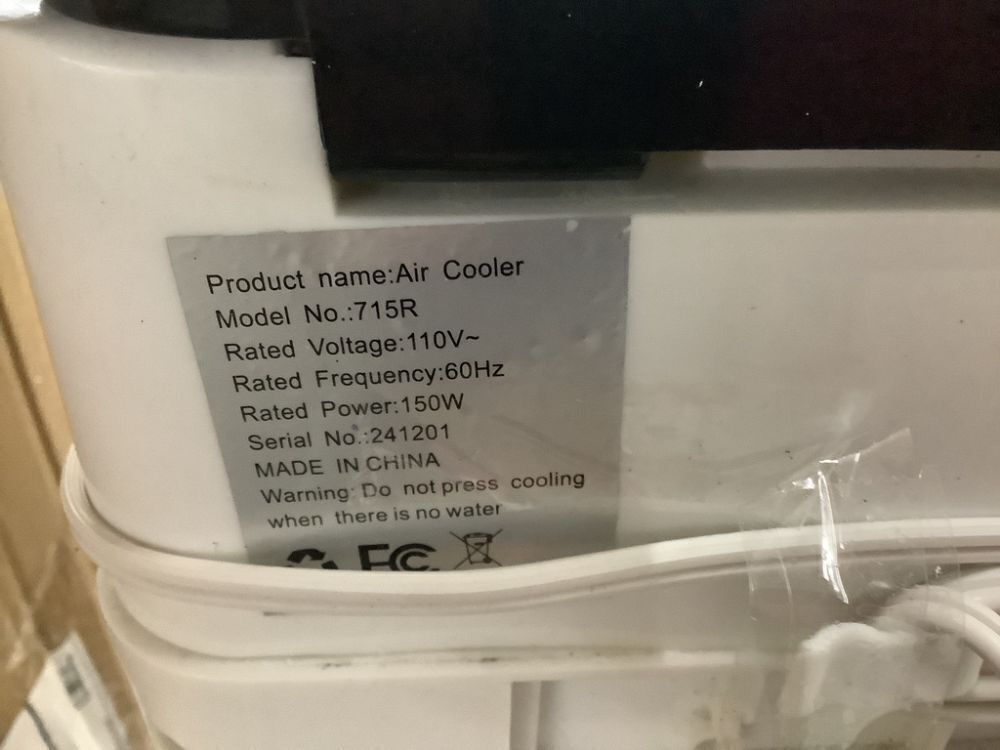 Product name:Air Cooler
Model No.:715R
Rated Voltage:110V~
Rated Frequency:60Hz
Rated Power:150W
Serial No.:241201
MADE IN CHINA
Warning: Do not press cooling
when there is no water
FC